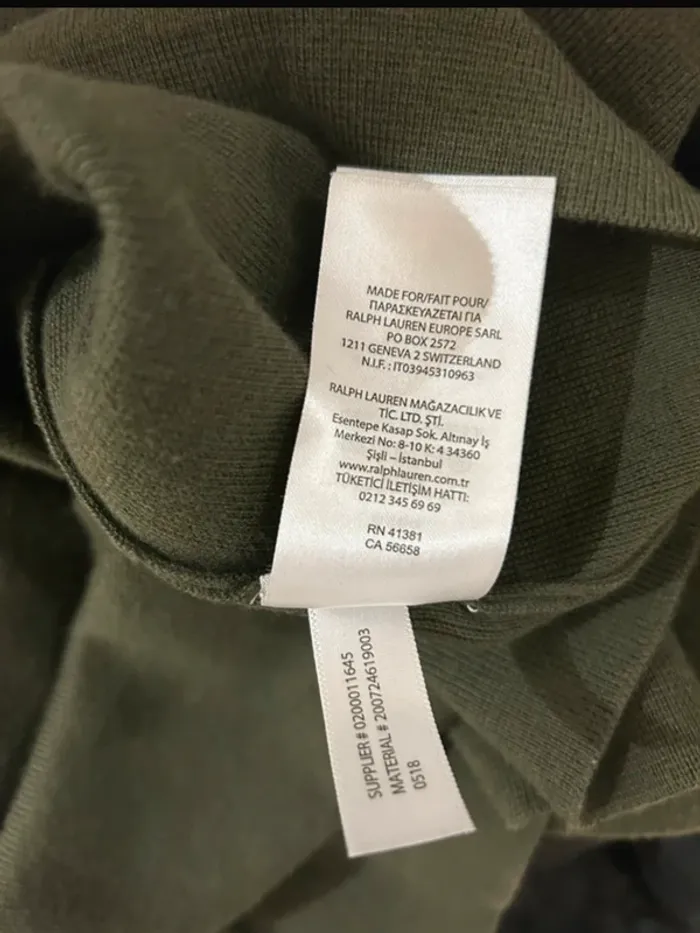 MADE FOR/FAIT POUR/
ΠΑΡΑΣΚΕΥΑΖΕΤΑΙ ΓΙΑ
RALPH LAUREN EUROPE SARL
PO BOX 2572
1211 GENEVA 2 SWITZERLAND
N.I.F. : IT03945310963
RALPH LAUREN MAĞAZACILIK VE
TİC. LTD. ŞTİ.
Esentepe Kasap Sok. Altınay İş
Merkezi No: 8-10 K: 4 34360
Şişli – İstanbul
www.ralphlauren.com.tr
TÜKETİCİ İLETİŞİM HATTI:
0212 345 69 69
RN 41381
CA 56658
SUPPLIER # 0200011645
MATERIAL # 200724619003
0518